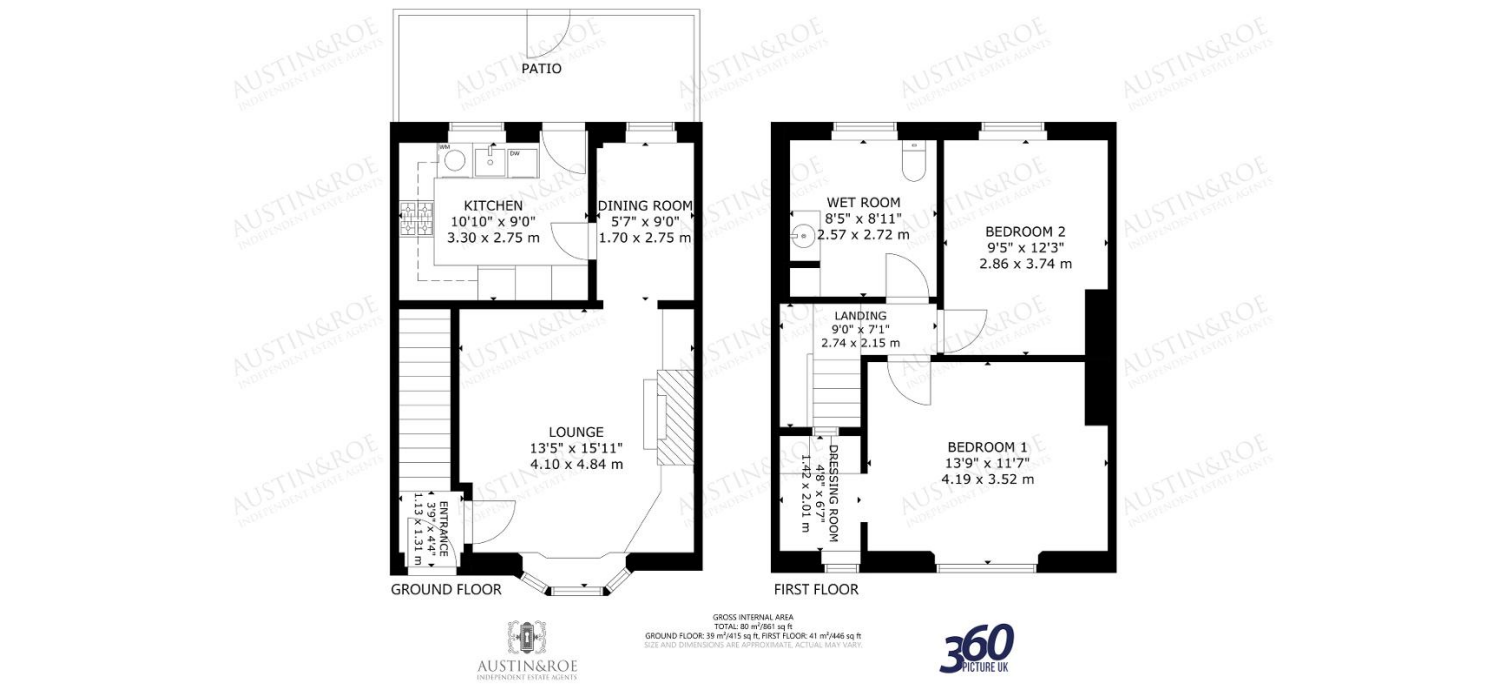 PATIO
WM
DW
KITCHEN
10'10" x 9'0"
3.30 x 2.75 m
DINING ROOM
5'7" x 9'0"
1.70 x 2.75 m
LOUNGE
13'5" x 15'11"
4.10 x 4.84 m
ENTRANCE
3'9" x 4'4"
1.13 x 1.31 m
GROUND FLOOR
WET ROOM
8'5" x 8'11"
2.57 x 2.72 m
BEDROOM 2
9'5" x 12'3"
2.86 x 3.74 m
LANDING
9'0" x 7'1"
2.74 x 2.15 m
BEDROOM 1
13'9" x 11'7"
4.19 x 3.52 m
DRESSING ROOM
4'8" x 6'7"
1.42 x 2.01 m
FIRST FLOOR
GROSS INTERNAL AREA
TOTAL: 80 m²/861 sq ft
GROUND FLOOR: 39 m²/415 sq ft, FIRST FLOOR: 41 m²/446 sq ft
SIZE AND DIMENSIONS ARE APPROXIMATE, ACTUAL MAY VARY.
AUSTIN&ROE
INDEPENDENT ESTATE AGENTS
360
PICTURE UK